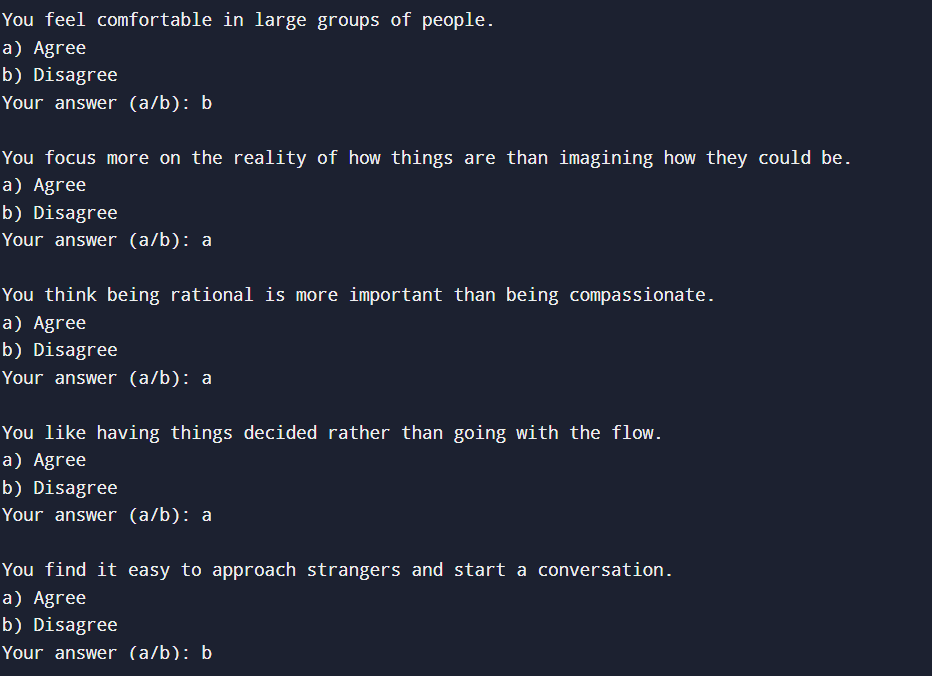 You feel comfortable in large groups of people.
a) Agree
b) Disagree
Your answer (a/b): b
You focus more on the reality of how things are than imagining how they could be.
a) Agree
b) Disagree
Your answer (a/b): a
You think being rational is more important than being compassionate.
a) Agree
b) Disagree
Your answer (a/b): a
You like having things decided rather than going with the flow.
a) Agree
b) Disagree
Your answer (a/b): a
You find it easy to approach strangers and start a conversation.
a) Agree
b) Disagree
Your answer (a/b): b